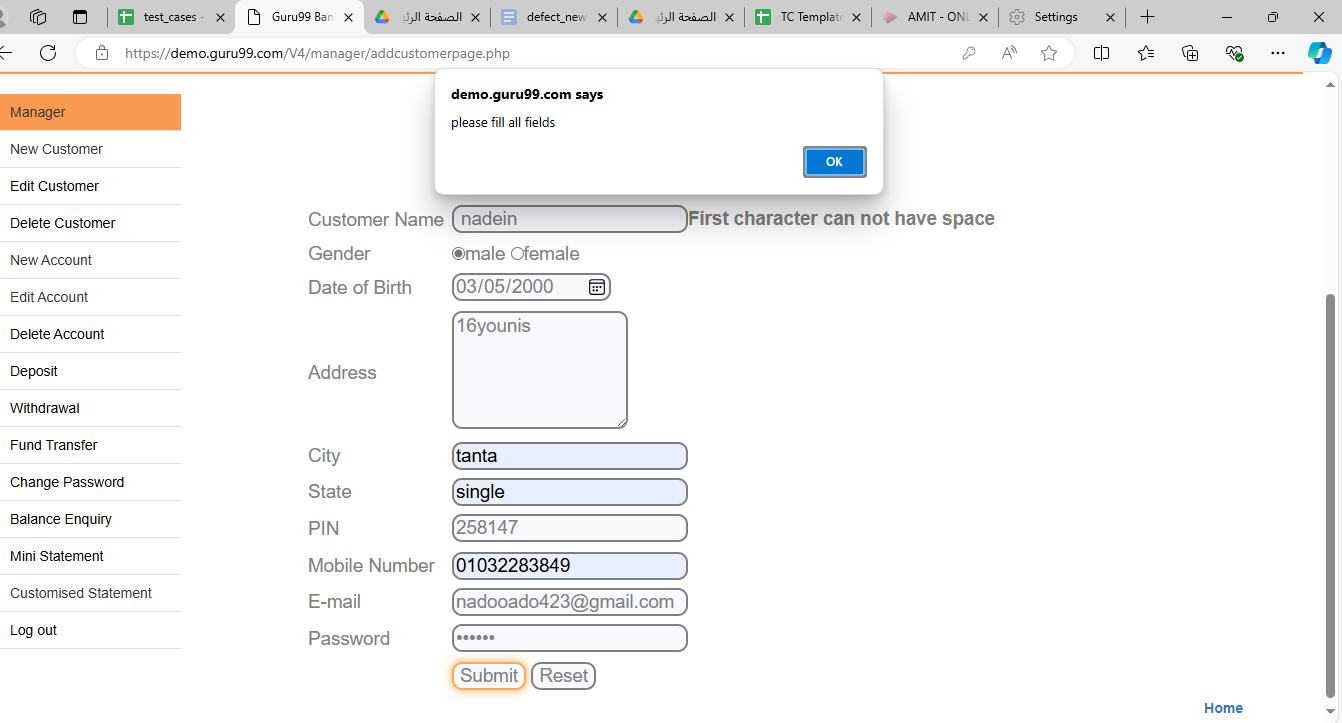 test_cases -
Guru99 Ban
الصفحة الرئي
defect_new
الصفحة الرئي
TC Templat
AMIT - ONL
Settings
https://demo.guru99.com/V4/manager/addcustomerpage.php
demo.guru99.com says
please fill all fields
OK
Manager
New Customer
Edit Customer
Delete Customer
New Account
Edit Account
Delete Account
Deposit
Withdrawal
Fund Transfer
Change Password
Balance Enquiry
Mini Statement
Customised Statement
Log out
Customer Name nadein First character can not have space
Gender male female
Date of Birth 03/05/2000
Address 16younis
City tanta
State single
PIN 258147
Mobile Number 01032283849
E-mail nadooado423@gmail.com
Password ••••••
Submit Reset
Home